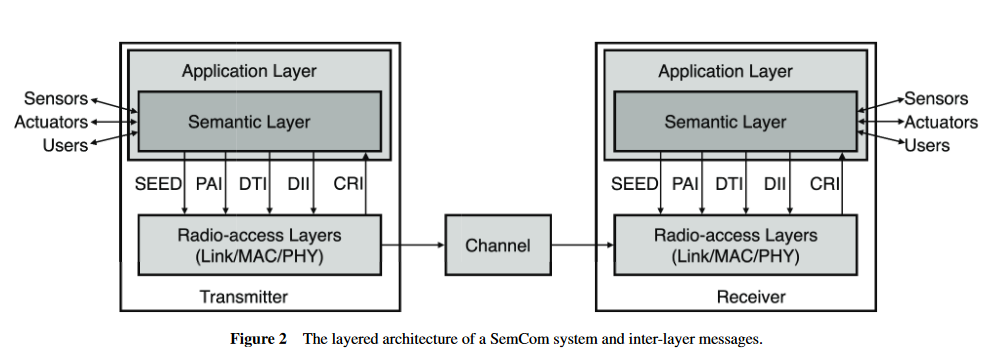 Application Layer
Semantic Layer
Sensors
Actuators
Users
SEED PAI DTI DII CRI
Radio-access Layers
(Link/MAC/PHY)
Transmitter
Channel
Application Layer
Semantic Layer
Sensors
Actuators
Users
SEED PAI DTI DII CRI
Radio-access Layers
(Link/MAC/PHY)
Receiver
Figure 2 The layered architecture of a SemCom system and inter-layer messages.